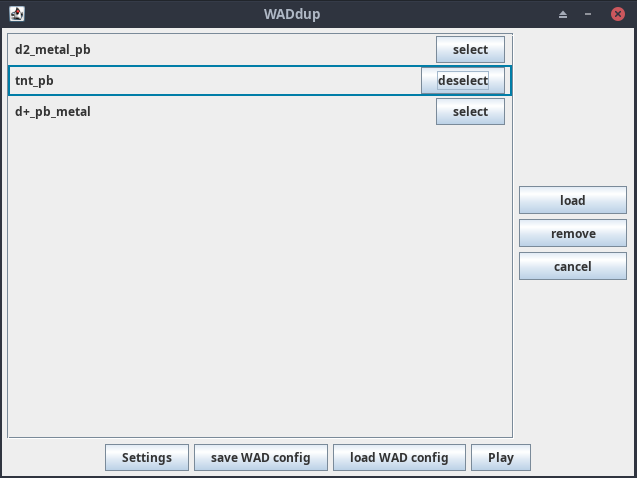 WADdup
d2_metal_pb select
tnt_pb deselect
d+_pb_metal select
load
remove
cancel
Settings save WAD config load WAD config Play